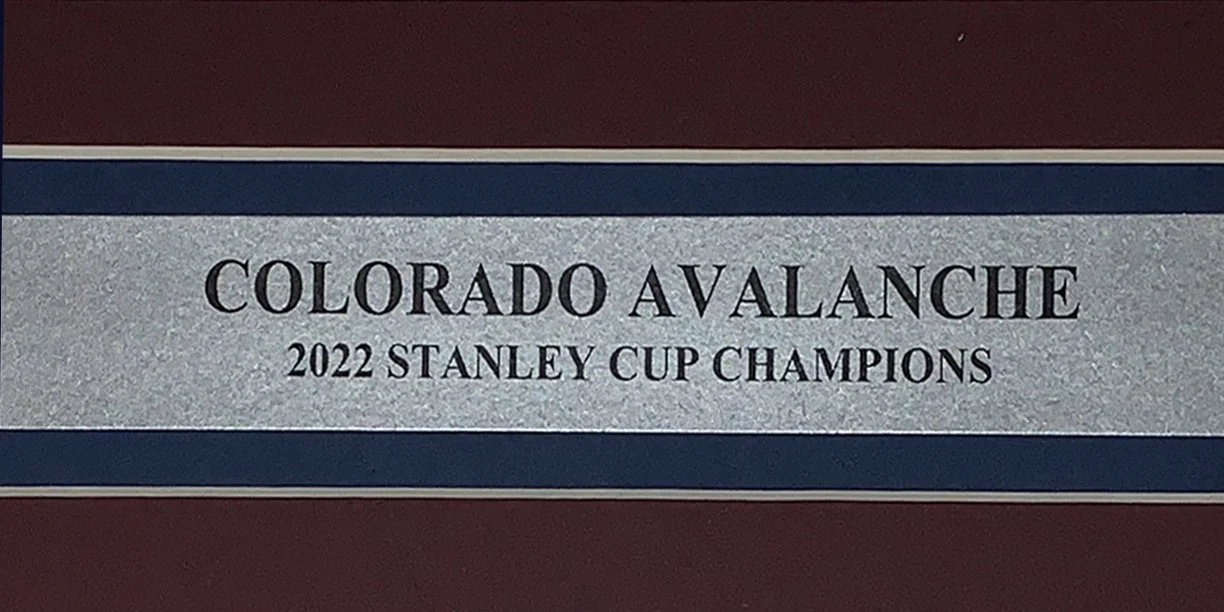 COLORADO AVALANCHE
2022 STANLEY CUP CHAMPIONS